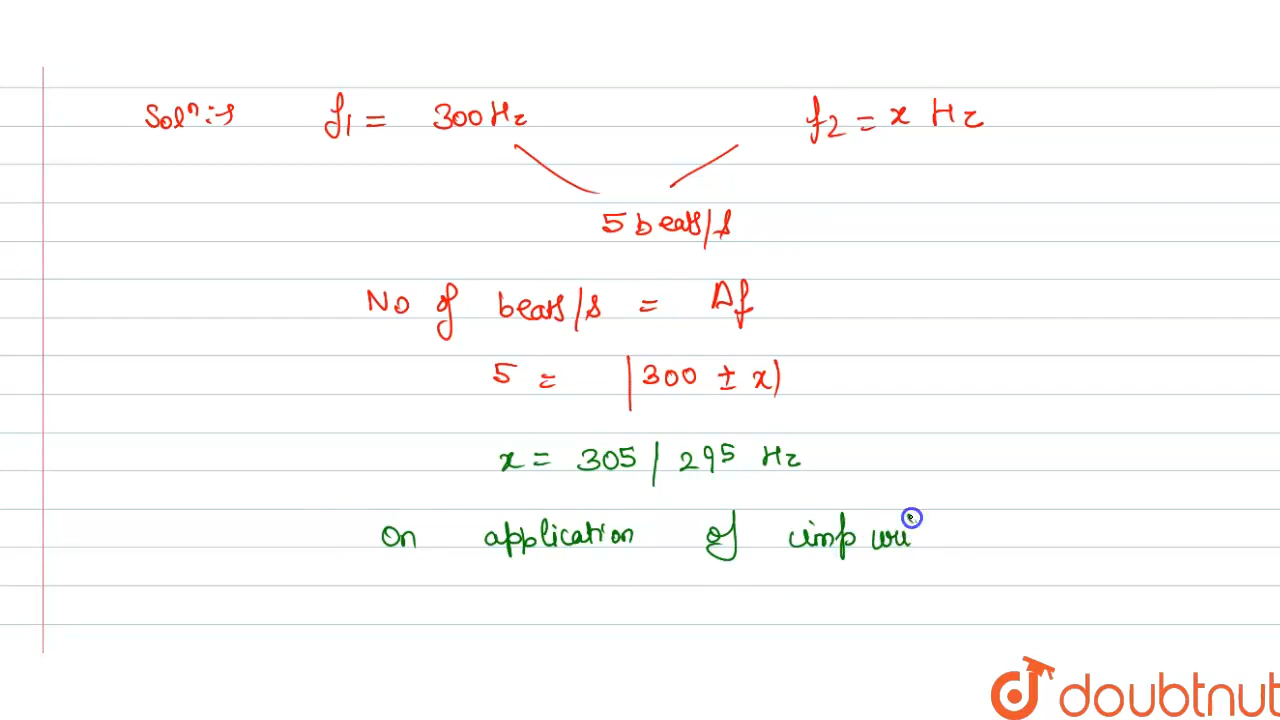 Solⁿ:→ f1 = 300 Hz f2 = x Hz
5 beats/s
No of beats/s = Δf
5 = |300 ± x|
x = 305 / 295 Hz
On application of
doubtnut